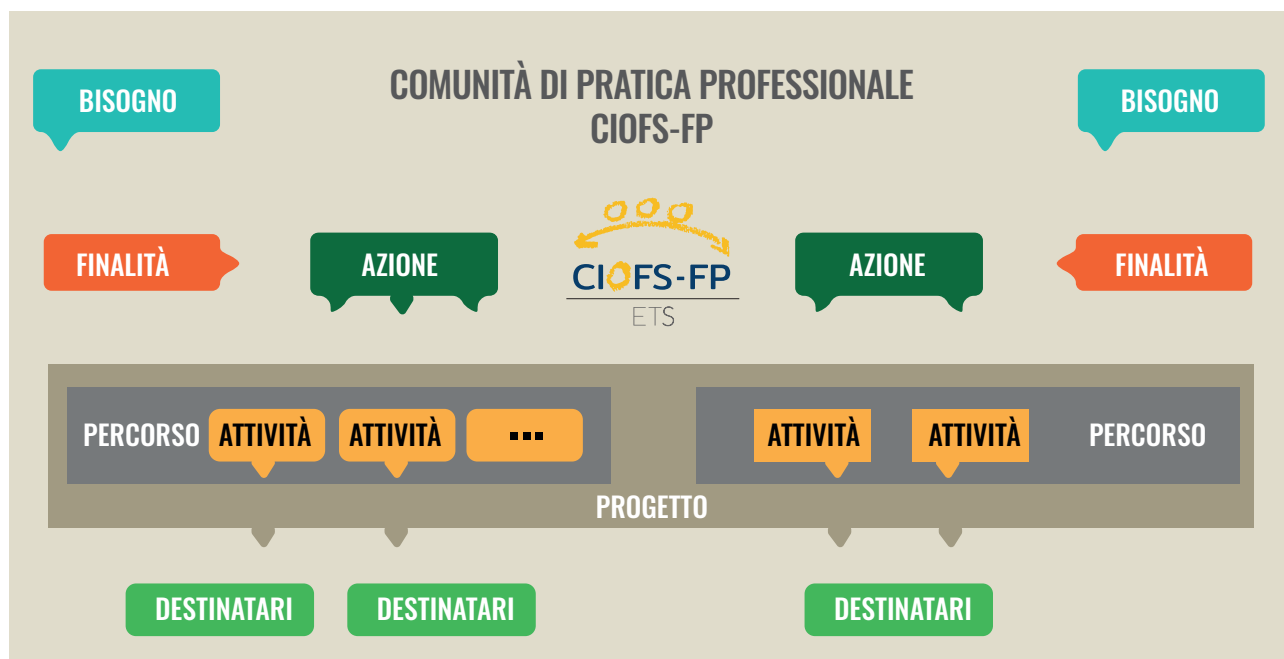 COMUNITÀ DI PRATICA PROFESSIONALE
CIOFS-FP
BISOGNO
BISOGNO
FINALITÀ
AZIONE
CIOFS-FP
ETS
AZIONE
FINALITÀ
PERCORSO
ATTIVITÀ
ATTIVITÀ
...
ATTIVITÀ
ATTIVITÀ
PERCORSO
PROGETTO
DESTINATARI
DESTINATARI
DESTINATARI